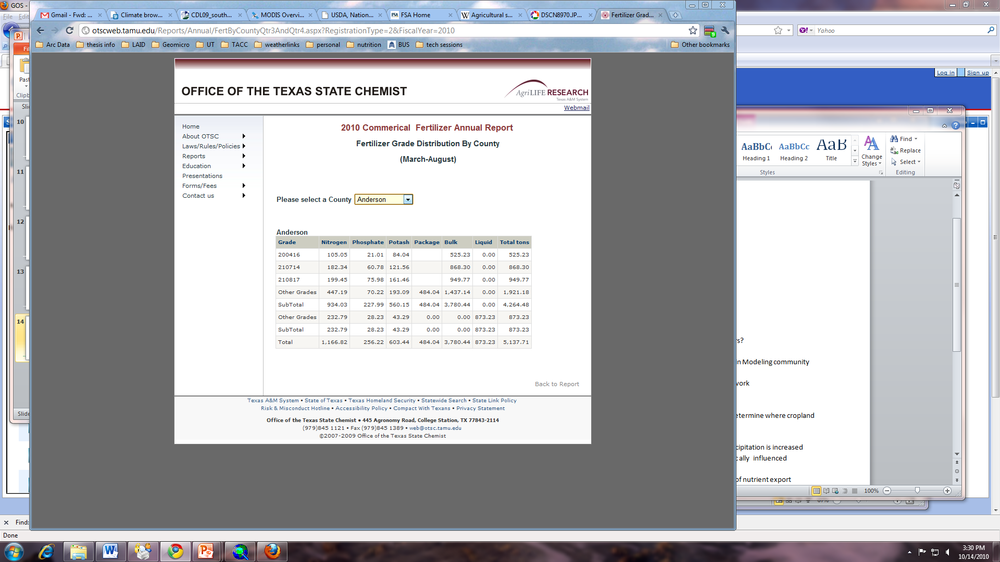 GOS -
File Edit
Gmail - Fwd: ...
Climate brow...
CDL09_south...
MODIS Overvi...
USDA, Nation...
FSA Home
Agricultural s...
DSCN8970.JP...
Fertilizer Grad...
otscweb.tamu.edu/Reports/Annual/FertByCountyQtr3AndQtr4.aspx?RegistrationType=2&FiscalYear=2010
Yahoo
Arc Data thesis info LAID Geomicro UT TACC weatherlinks personal nutrition BUS tech sessions Other bookmarks
Log in Sign up
OFFICE OF THE TEXAS STATE CHEMIST
AgriLIFE RESEARCH
Texas A&M System
Webmail
Home
About OTSC
Laws/Rules/Policies
Reports
Education
Presentations
Forms/Fees
Contact us
2010 Commerical Fertilizer Annual Report
Fertilizer Grade Distribution By County
(March-August)
Please select a County Anderson
Anderson
Grade Nitrogen Phosphate Potash Package Bulk Liquid Total tons
200416 105.05 21.01 84.04 525.23 0.00 525.23
210714 182.34 60.78 121.56 868.30 0.00 868.30
210817 199.45 75.98 161.46 949.77 0.00 949.77
Other Grades 447.19 70.22 193.09 484.04 1,437.14 0.00 1,921.18
SubTotal 934.03 227.99 560.15 484.04 3,780.44 0.00 4,264.48
Other Grades 232.79 28.23 43.29 0.00 0.00 873.23 873.23
SubTotal 232.79 28.23 43.29 0.00 0.00 873.23 873.23
Total 1,166.82 256.22 603.44 484.04 3,780.44 873.23 5,137.71
Back to Report
Texas A&M System • State of Texas • Texas Homeland Security • Statewide Search • State Link Policy
Risk & Misconduct Hotline • Accessibility Policy • Compact With Texans • Privacy Statement
Office of the Texas State Chemist • 445 Agronomy Road, College Station, TX 77843-2114
(979)845 1121 • Fax (979)845 1389 • web@otsc.tamu.edu
©2007-2009 Office of the Texas State Chemist
Fi
Past
Clipb
Slid
10
11
12
13
14
Slide
AaBbCc AaBbCc AaB
Heading 1 Heading 2 Title
Change
Styles
Styles
Find
Replace
Select
Editing
rs?
in Modeling community
work
etermine where cropland
cipitation is increased
cally influenced
of nutrient export
100%
67%
Find:
Done
3:30 PM
10/14/2010